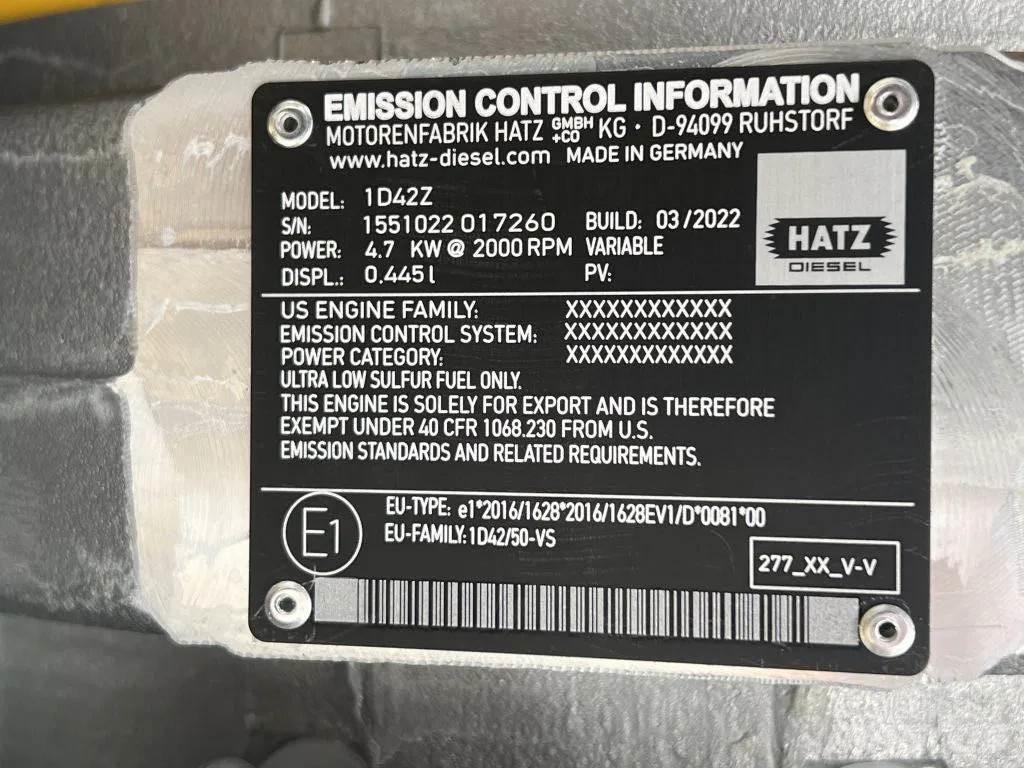 EMISSION CONTROL INFORMATION
MOTORENFABRIK HATZ GMBH +CO KG · D-94099 RUHSTORF
www.hatz-diesel.com MADE IN GERMANY
MODEL: 1D42Z
S/N: 1551022 017260 BUILD: 03/2022
POWER: 4.7 KW @ 2000 RPM VARIABLE
DISPL.: 0.445 l PV:
HATZ
DIESEL
US ENGINE FAMILY: XXXXXXXXXXXX
EMISSION CONTROL SYSTEM: XXXXXXXXXXXXX
POWER CATEGORY: XXXXXXXXXXXXX
ULTRA LOW SULFUR FUEL ONLY.
THIS ENGINE IS SOLELY FOR EXPORT AND IS THEREFORE
EXEMPT UNDER 40 CFR 1068.230 FROM U.S.
EMISSION STANDARDS AND RELATED REQUIREMENTS.
E1
EU-TYPE: e1*2016/1628*2016/1628EV1/D*0081*00
EU-FAMILY: 1D42/50-VS
277_XX_V-V